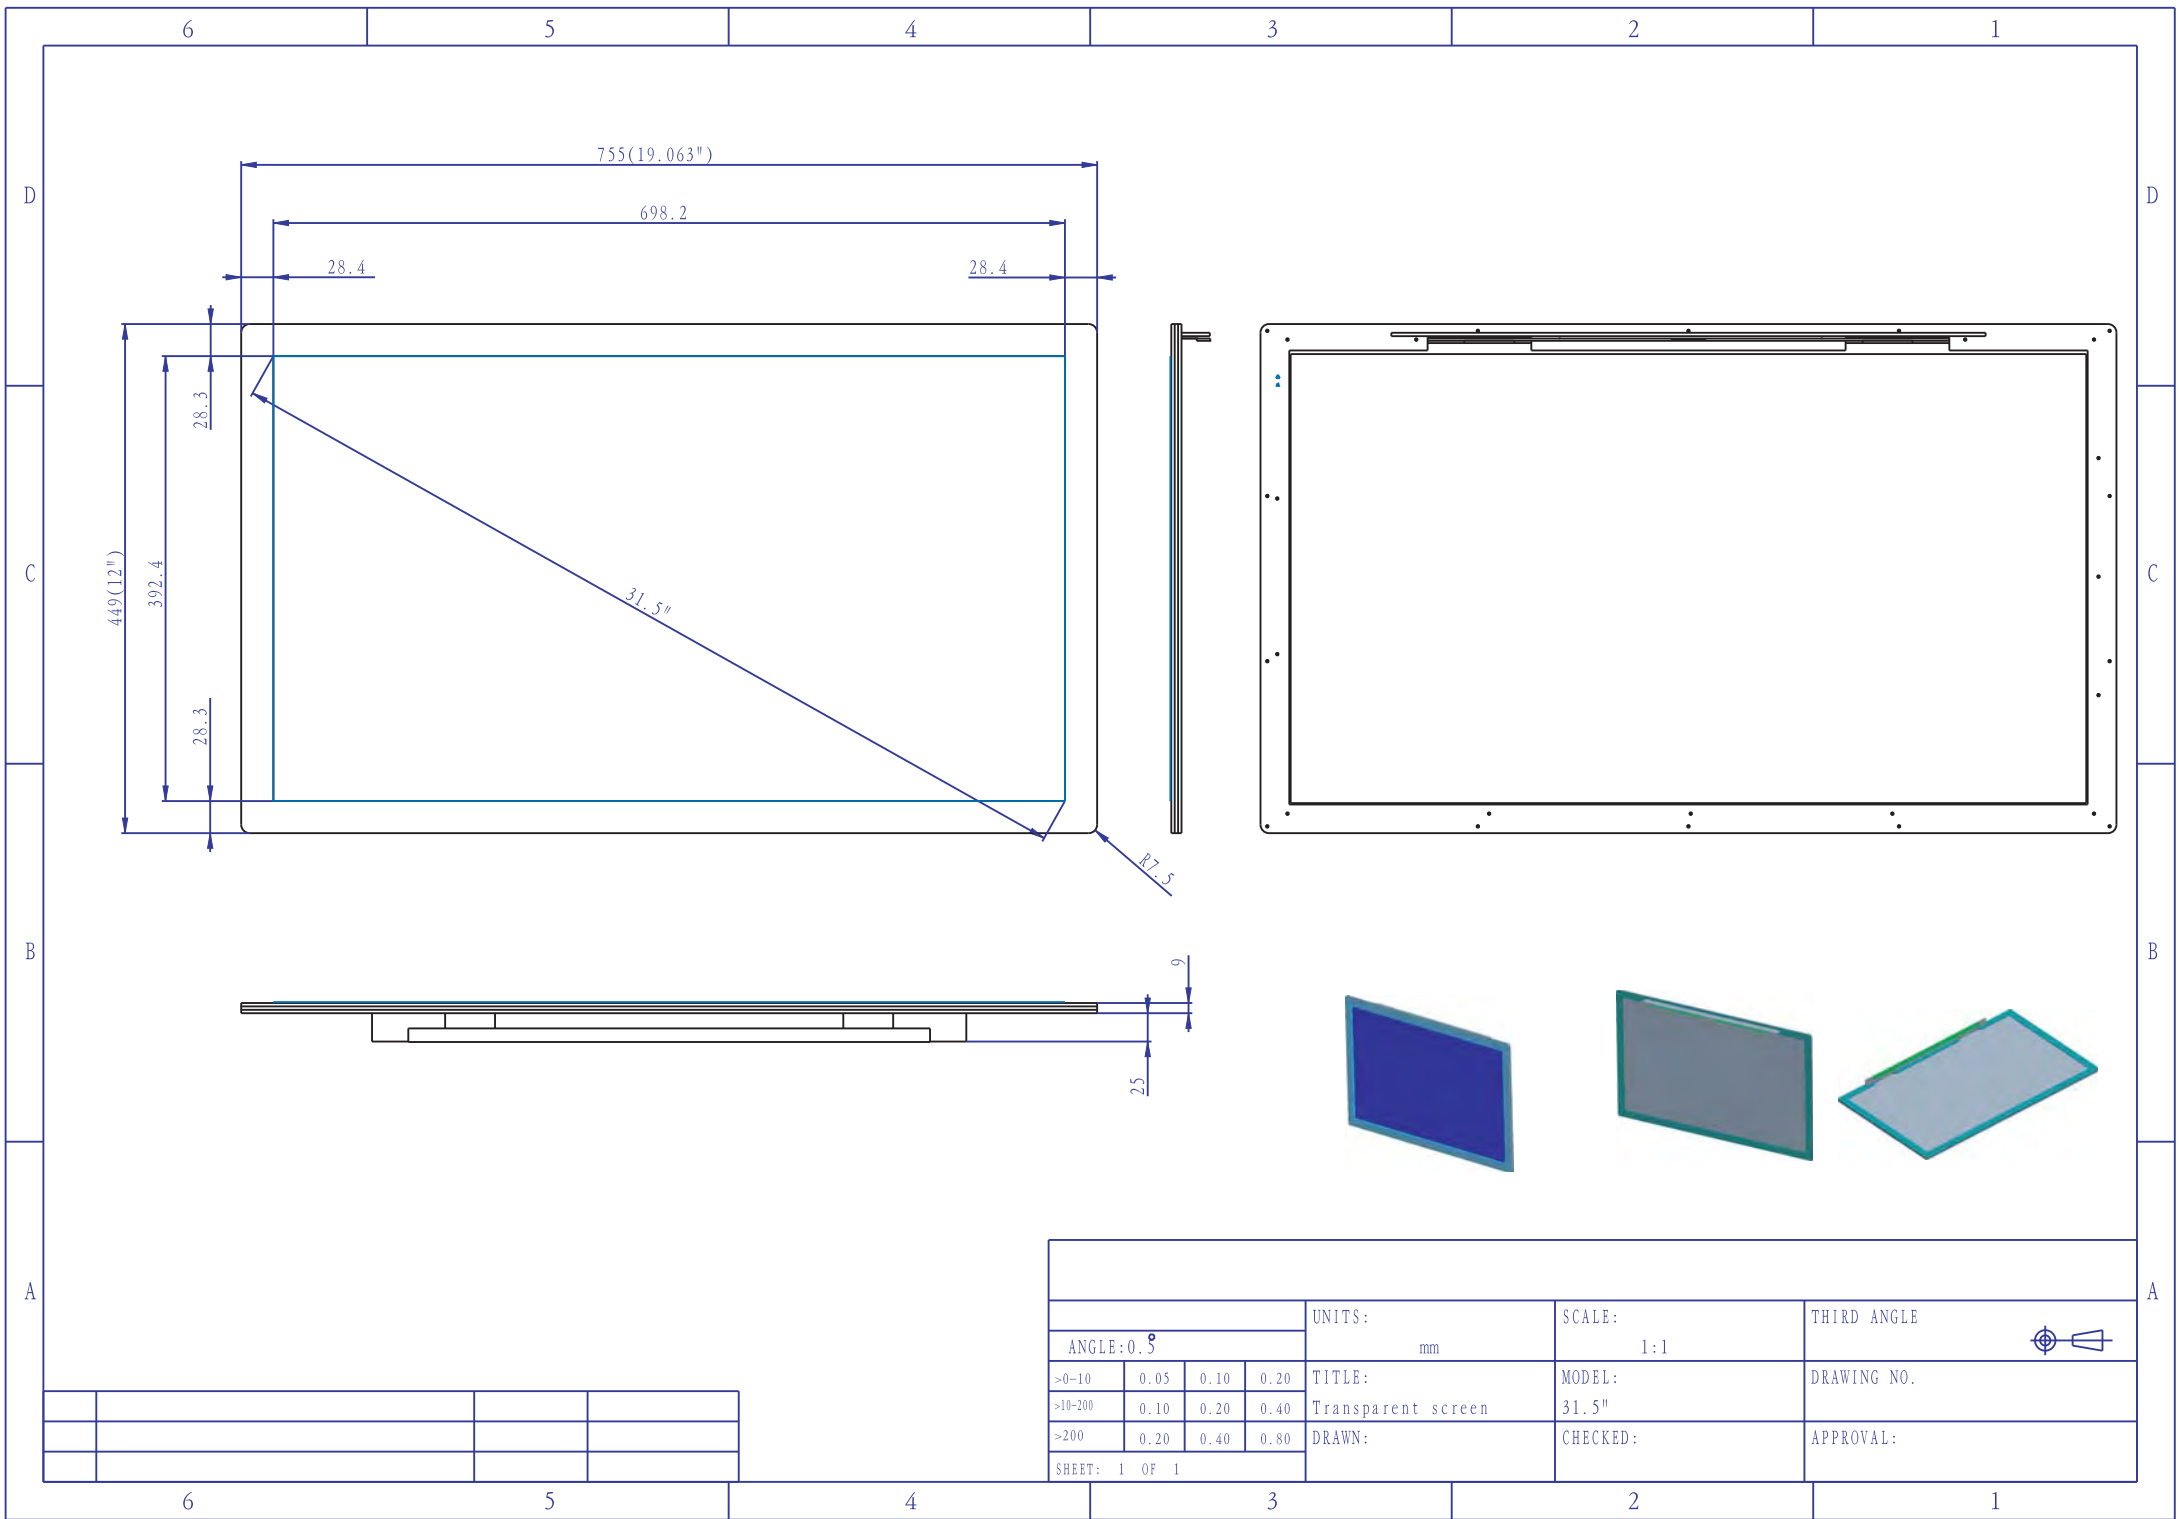 6 5 4 3 2 1
755(19.063")
698.2
28.4 28.4
D D
28.3
C C
449(12")
392.4
31.5"
28.3
R7.5
B B
9
25
A A
UNITS: SCALE: THIRD ANGLE
ANGLE:0.5° mm 1:1
>0-10 0.05 0.10 0.20 TITLE: MODEL: DRAWING NO.
>10-200 0.10 0.20 0.40 Transparent screen 31.5"
>200 0.20 0.40 0.80 DRAWN: CHECKED: APPROVAL:
SHEET: 1 OF 1
6 5 4 3 2 1